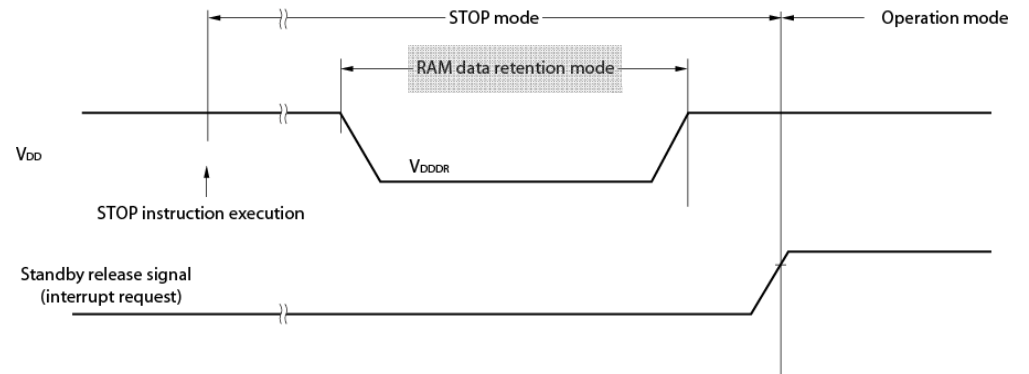 STOP mode
Operation mode
RAM data retention mode
VDD
VDDDR
STOP instruction execution
Standby release signal
(interrupt request)